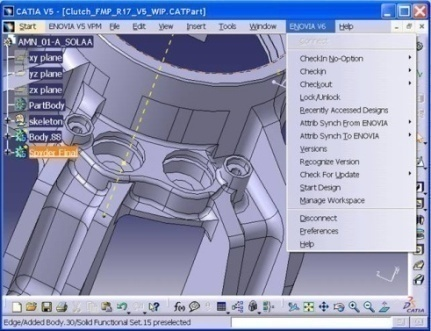 CATIA V5 - [Clutch_FMP_R17_V5_WIP.CATPart]
Start ENOVIA V5 VPM File Edit View Insert Tools Window ENOVIA V6 Help
AMN_01-A_SOLAA
xy plane
yz plane
zx plane
PartBody
skeleton
Body.88
Spyder Final
Connect
CheckIn No-Option
Checkin
Checkout
Lock/Unlock
Recently Accessed Designs
Attrib Synch From ENOVIA
Attrib Synch To ENOVIA
Versions
Recognize Version
Check For Update
Start Design
Manage Workspace
Disconnect
Preferences
Help
CATIA
Edge/Added Body.30/Solid Functional Set.15 preselected